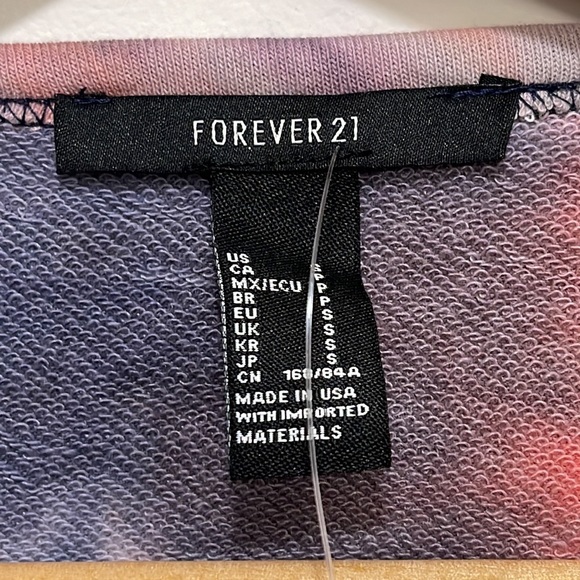 FOREVER 21
US
CA S
MX/ECU P
BR P
EU S
UK S
KR S
JP S
CN 160/84A
MADE IN USA
WITH IMPORTED
MATERIALS